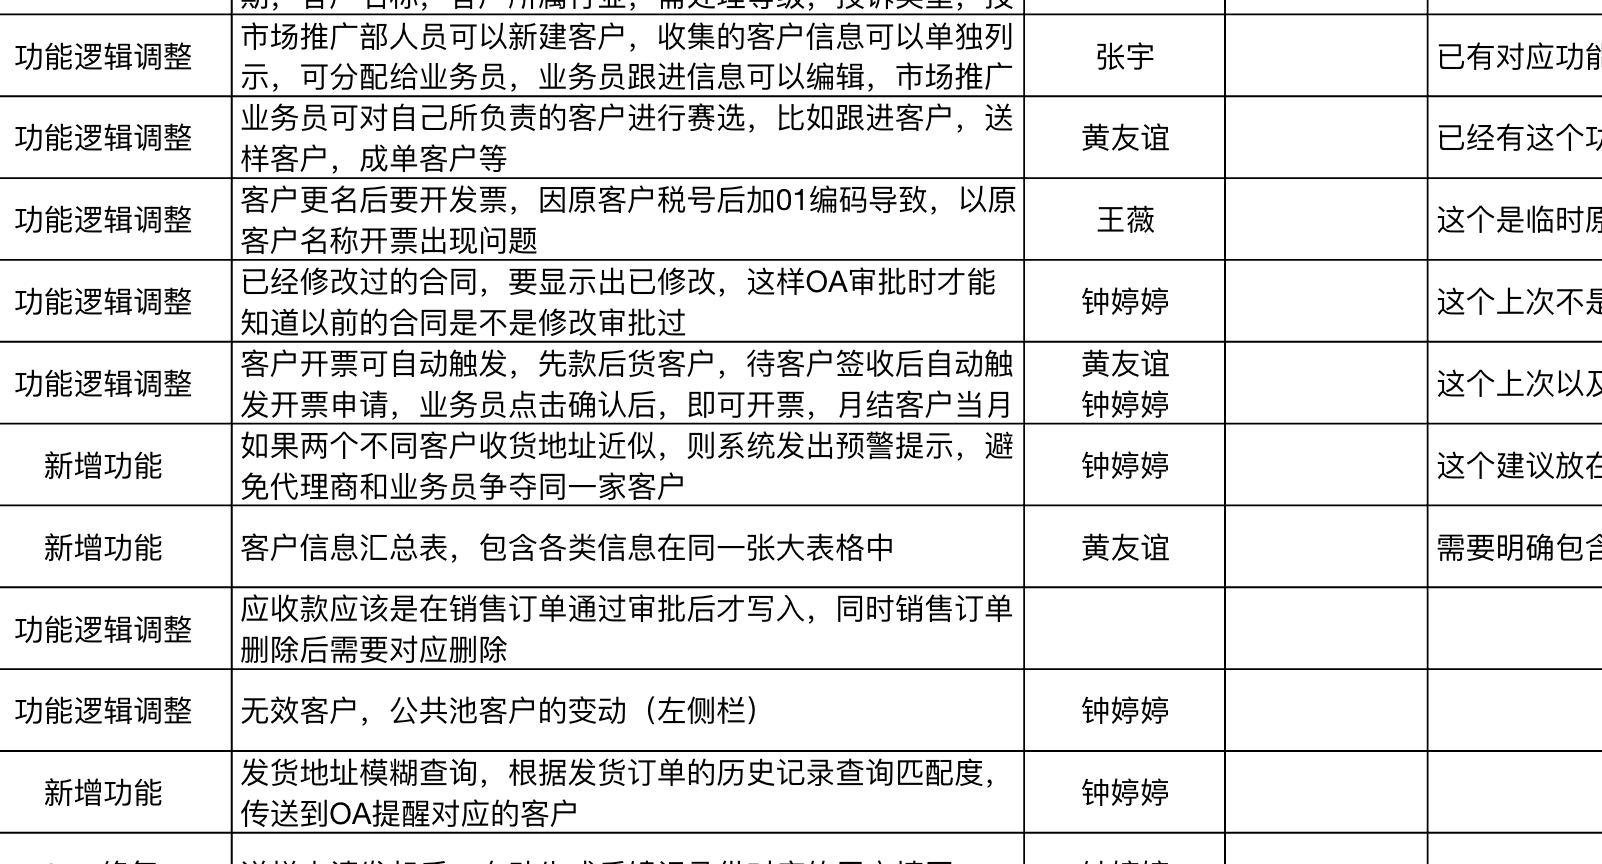 期，客户名称，客户所属行业，需处理等级，投诉类型，投
功能逻辑调整
市场推广部人员可以新建客户，收集的客户信息可以单独列
示，可分配给业务员，业务员跟进信息可以编辑，市场推广
张宇
已有对应功能
功能逻辑调整
业务员可对自己所负责的客户进行赛选，比如跟进客户，送
样客户，成单客户等
黄友谊
已经有这个功
功能逻辑调整
客户更名后要开发票，因原客户税号后加01编码导致，以原
客户名称开票出现问题
王薇
这个是临时原
功能逻辑调整
已经修改过的合同，要显示出已修改，这样OA审批时才能
知道以前的合同是不是修改审批过
钟婷婷
这个上次不是
功能逻辑调整
客户开票可自动触发，先款后货客户，待客户签收后自动触
发开票申请，业务员点击确认后，即可开票，月结客户当月
黄友谊
钟婷婷
这个上次以及
新增功能
如果两个不同客户收货地址近似，则系统发出预警提示，避
免代理商和业务员争夺同一家客户
钟婷婷
这个建议放在
新增功能
客户信息汇总表，包含各类信息在同一张大表格中
黄友谊
需要明确包含
功能逻辑调整
应收款应该是在销售订单通过审批后才写入，同时销售订单
删除后需要对应删除
功能逻辑调整
无效客户，公共池客户的变动（左侧栏）
钟婷婷
新增功能
发货地址模糊查询，根据发货订单的历史记录查询匹配度，
传送到OA提醒对应的客户
钟婷婷
钟婷婷